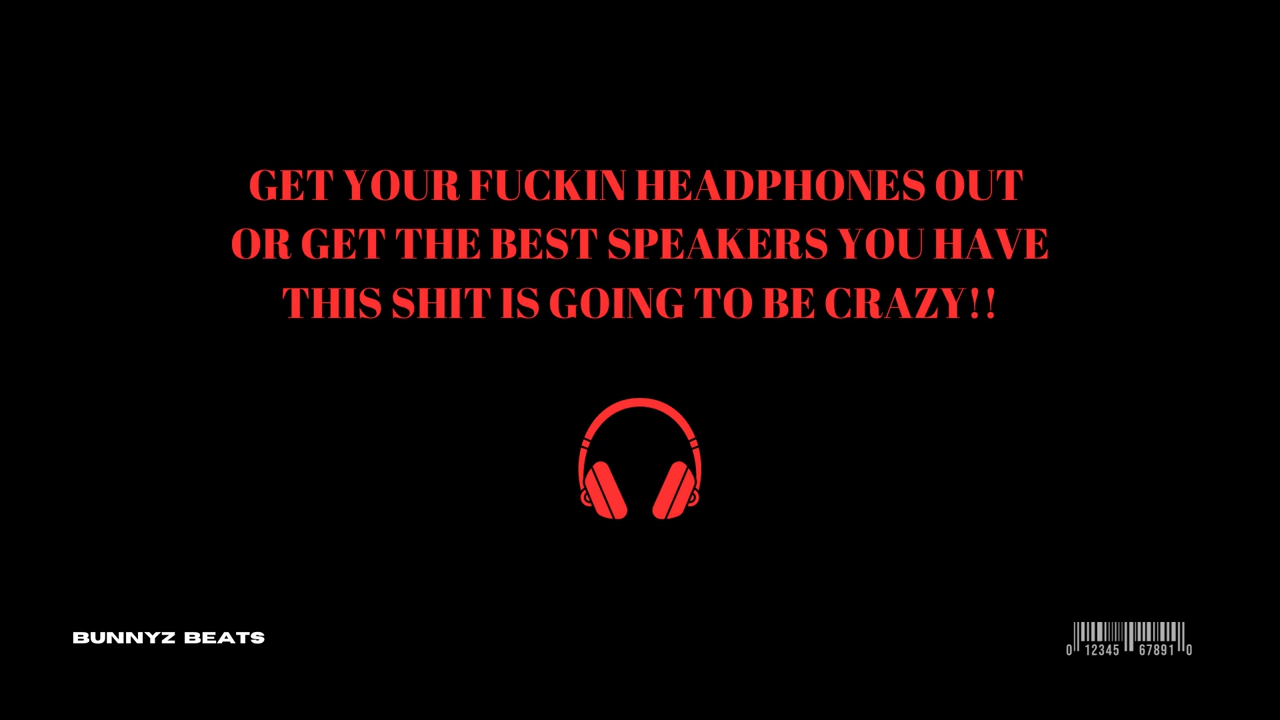 GET YOUR FUCKIN HEADPHONES OUT
OR GET THE BEST SPEAKERS YOU HAVE
THIS SHIT IS GOING TO BE CRAZY!!
BUNNYZ BEATS
0 12345 67891 0